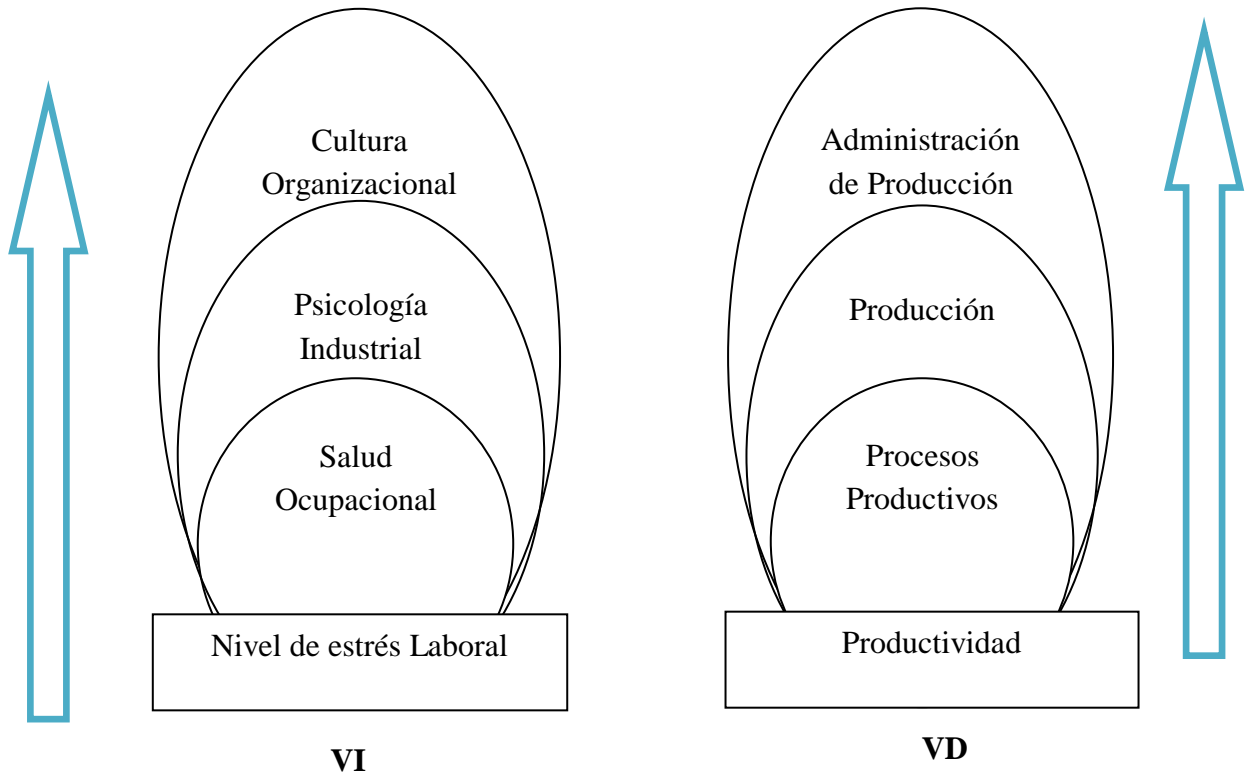 Cultura
Organizacional
Psicología
Industrial
Salud
Ocupacional
Nivel de estrés Laboral
VI
Administración
de Producción
Producción
Procesos
Productivos
Productividad
VD